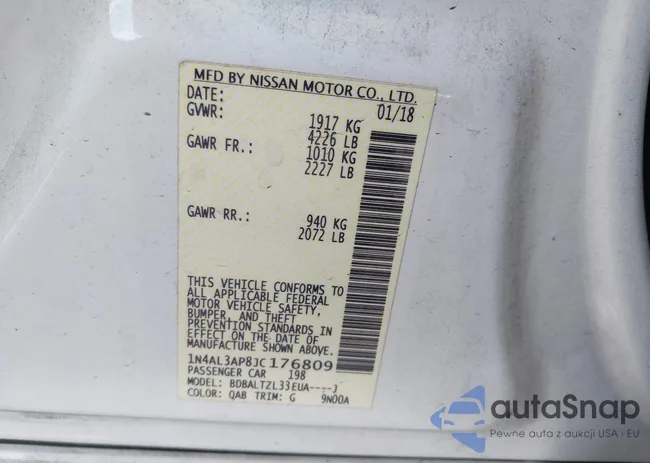 MFD BY NISSAN MOTOR CO., LTD.
DATE: 01/18
GVWR: 1917 KG
4226 LB
GAWR FR.: 1010 KG
2227 LB
GAWR RR.: 940 KG
2072 LB
THIS VEHICLE CONFORMS TO
ALL APPLICABLE FEDERAL
MOTOR VEHICLE SAFETY,
BUMPER, AND THEFT
PREVENTION STANDARDS IN
EFFECT ON THE DATE OF
MANUFACTURE SHOWN ABOVE.
1N4AL3AP8JC176809
PASSENGER CAR 198
MODEL: BDBALTZL33EUA----J
COLOR: QAB TRIM: G 9N00A
autoSnap
Pewne auta z aukcji USA i EU